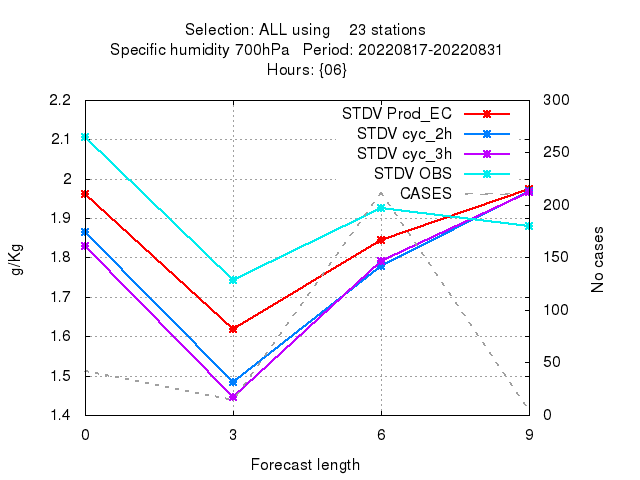 Selection: ALL using    23 stations
Specific humidity 700hPa   Period: 20220817-20220831
Hours: {06}
STDV Prod_EC
STDV cyc_2h
STDV cyc_3h
STDV OBS
CASES
2.2
2.1
2
1.9
1.8
1.7
1.6
1.5
1.4
g/Kg
300
250
200
150
100
50
0
No cases
0 3 6 9
Forecast length